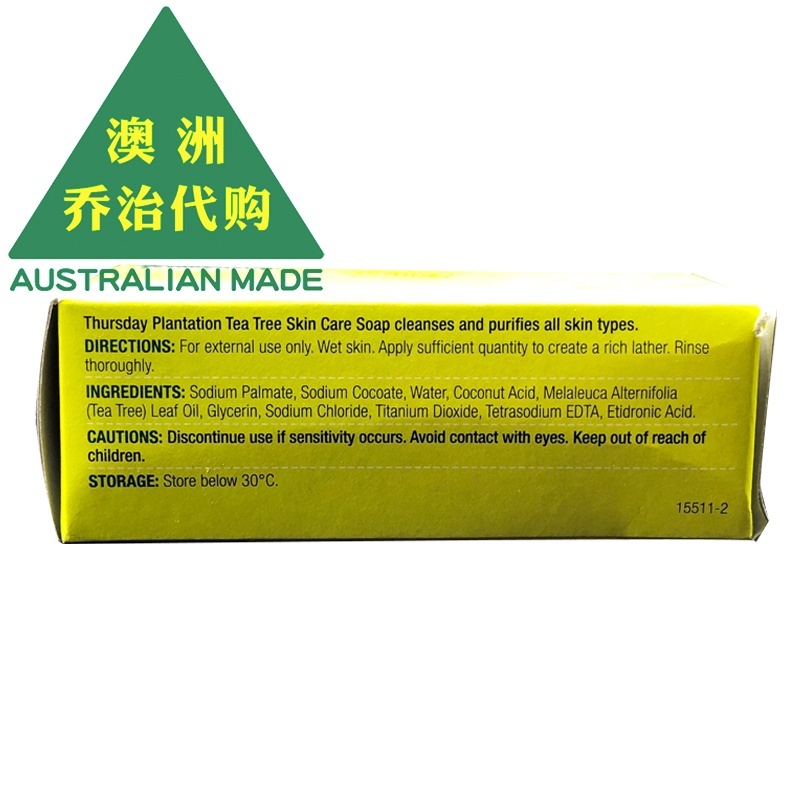 澳洲
乔治代购
AUSTRALIAN MADE
Thursday Plantation Tea Tree Skin Care Soap cleanses and purifies all skin types.
DIRECTIONS: For external use only. Wet skin. Apply sufficient quantity to create a rich lather. Rinse
thoroughly.
INGREDIENTS: Sodium Palmate, Sodium Cocoate, Water, Coconut Acid, Melaleuca Alternifolia
(Tea Tree) Leaf Oil, Glycerin, Sodium Chloride, Titanium Dioxide, Tetrasodium EDTA, Etidronic Acid.
CAUTIONS: Discontinue use if sensitivity occurs. Avoid contact with eyes. Keep out of reach of
children.
STORAGE: Store below 30°C.
15511-2